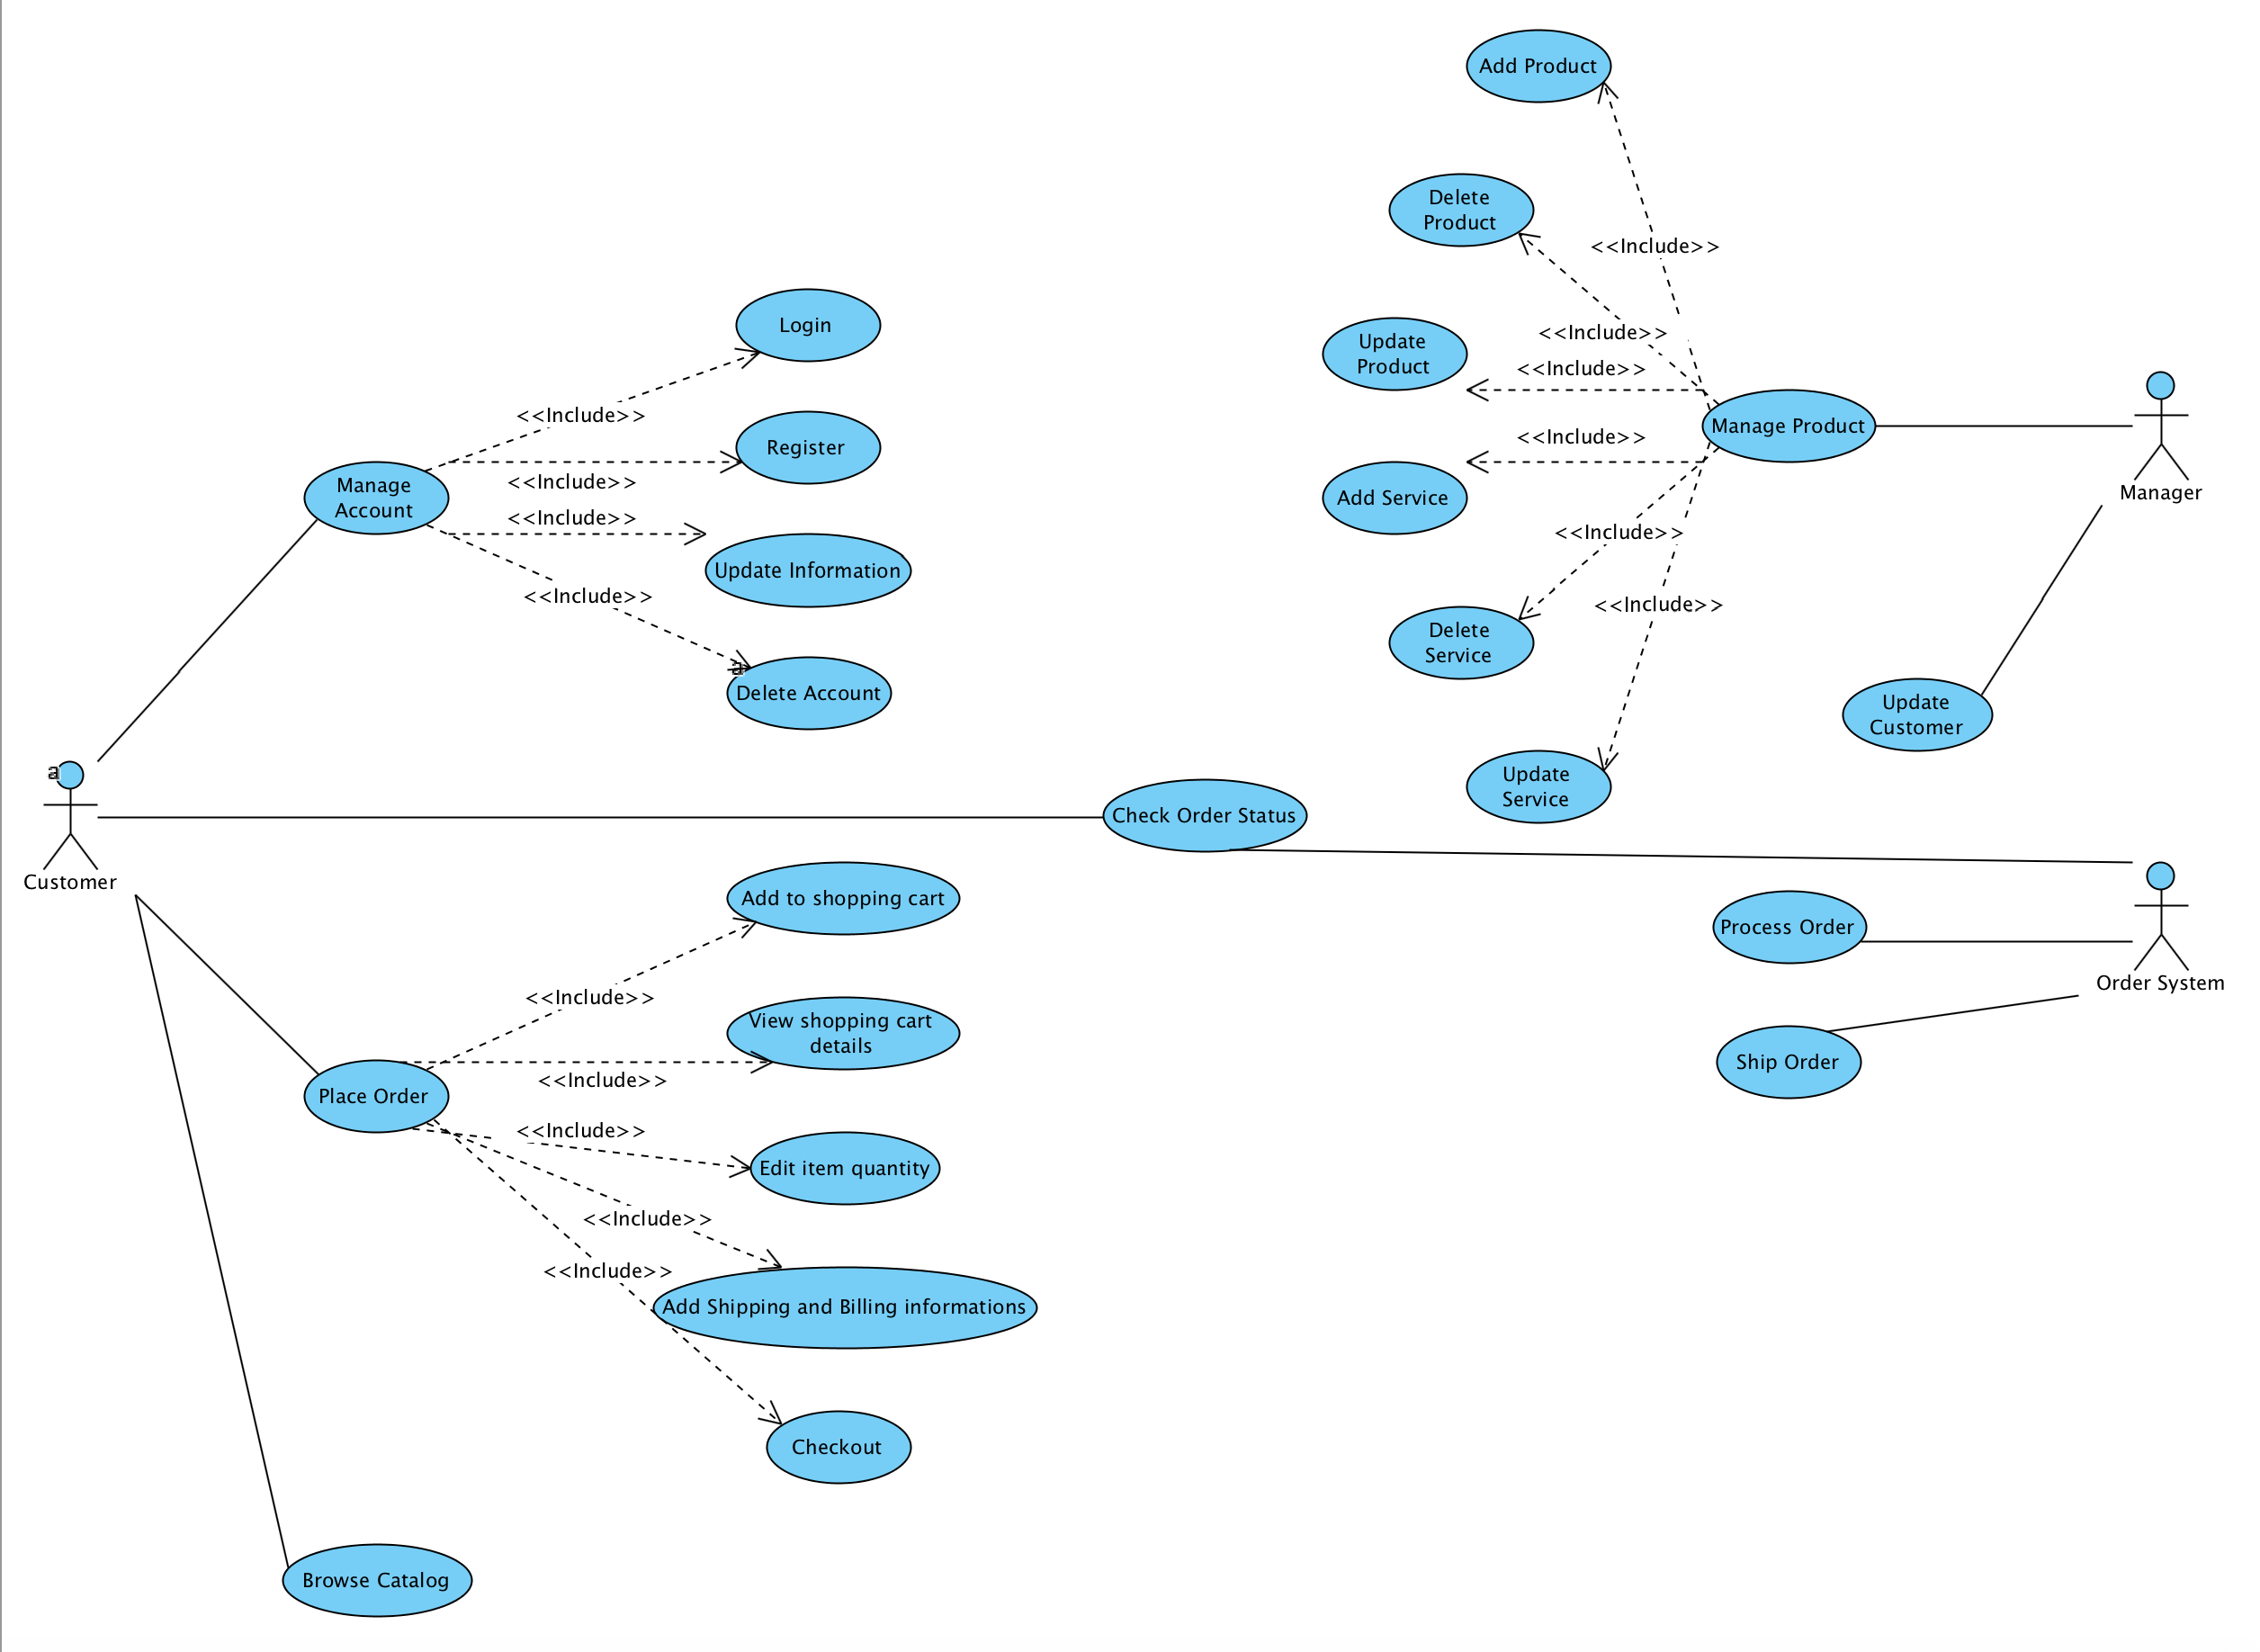 Add Product
Delete
Product
<<Include>>
Login
<<Include>>
Update
Product
<<Include>>
<<Include>>
Register
Manage Product
<<Include>>
Manage
Account
<<Include>>
Manager
Add Service
<<Include>>
<<Include>>
Update Information
<<Include>>
<<Include>>
Delete
Service
a
Delete Account
Update
Customer
a
Update
Service
Check Order Status
Customer
Add to shopping cart
Process Order
Order System
<<Include>>
View shopping cart
details
Ship Order
<<Include>>
Place Order
<<Include>>
Edit item quantity
<<Include>>
<<Include>>
Add Shipping and Billing informations
Checkout
Browse Catalog